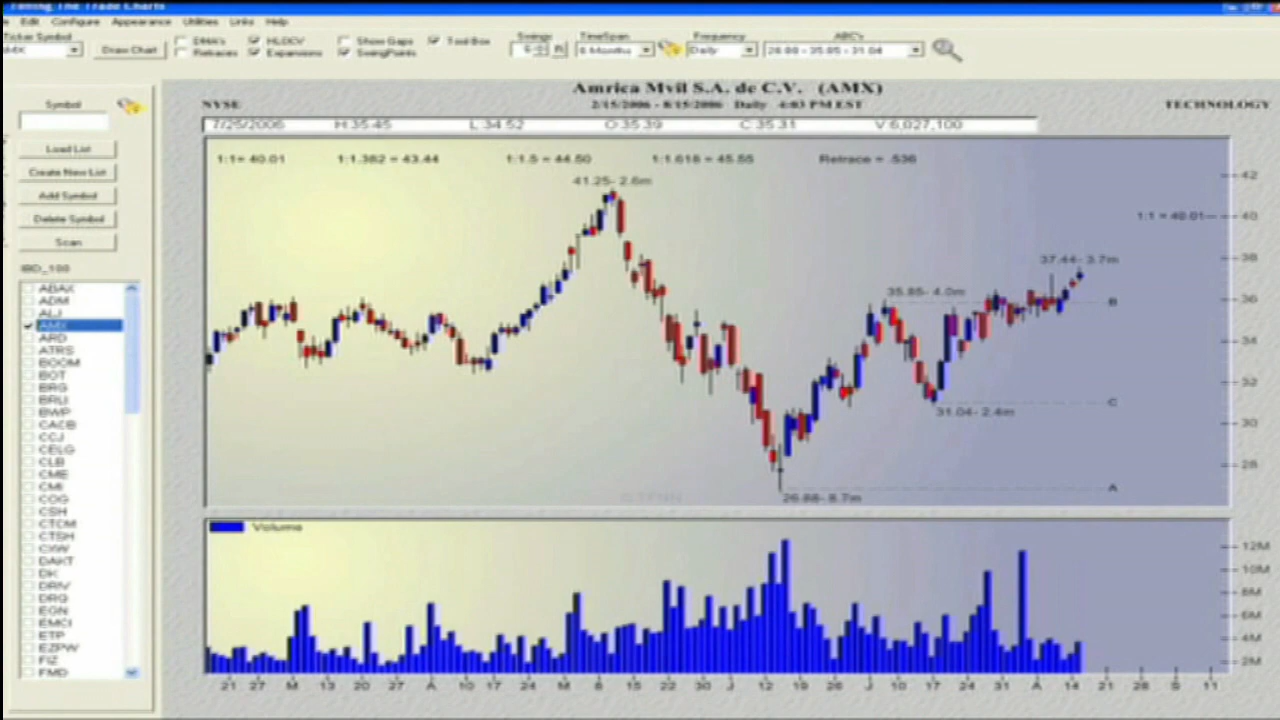 Timing The Trade Charts
Edit Configure Appearance Utilities Links Help
Ticker Symbol
AMX
Draw Chart
DMA's HLOCV Show Gaps Tool Box
Retraces Expansions SwingPoints
Swings TimeSpan Frequency ABC's
6 Months Daily 26.88 - 35.85 - 31.04
Amrica Mvil S.A. de C.V. (AMX)
NYSE 2/15/2006 - 8/15/2006 Daily 4:03 PM EST TECHNOLOGY
7/25/2006 H:35.45 L:34.52 O:35.39 C:35.31 V:6,027,100
1:1= 40.01 1:1.382 = 43.44 1:1.5 = 44.50 1:1.618 = 45.55 Retrace = .536
Symbol
Load List
Create New List
Add Symbol
Delete Symbol
Scan
IBD_100
ABAX
ADM
ALJ
AMX
ARD
ATRS
BOOM
BOT
BRG
BRLI
BWP
CACB
CCJ
CELG
CLB
CME
CMI
COG
CSH
CTCM
CTSH
CXW
DAKT
DK
DRIV
DRQ
EGN
EMCI
ETP
EZPW
FIZ
FMD
41.25- 2.6m
1:1 = 40.01
37.44- 3.7m
35.85- 4.0m
B
C
31.04- 2.4m
A
26.88- 8.7m
42
40
38
36
34
32
30
28
Volume
12M
10M
8M
6M
4M
2M
21 27 M 13 20 27 A 10 17 24 M 8 15 22 30 J 12 19 26 J 10 17 24 31 A 14 21 28 S 11